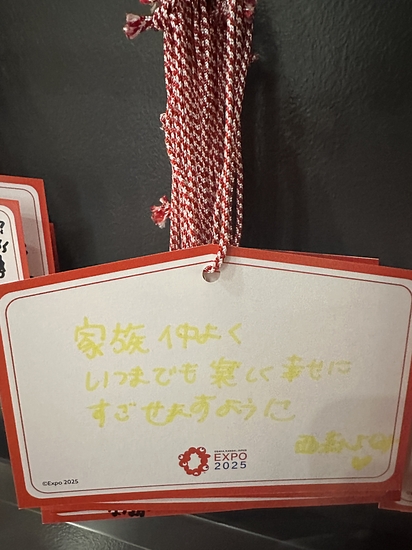 家族 仲よく
いつまでも 楽しく 幸せに
すごせますように
EXPO
2025
©Expo 2025